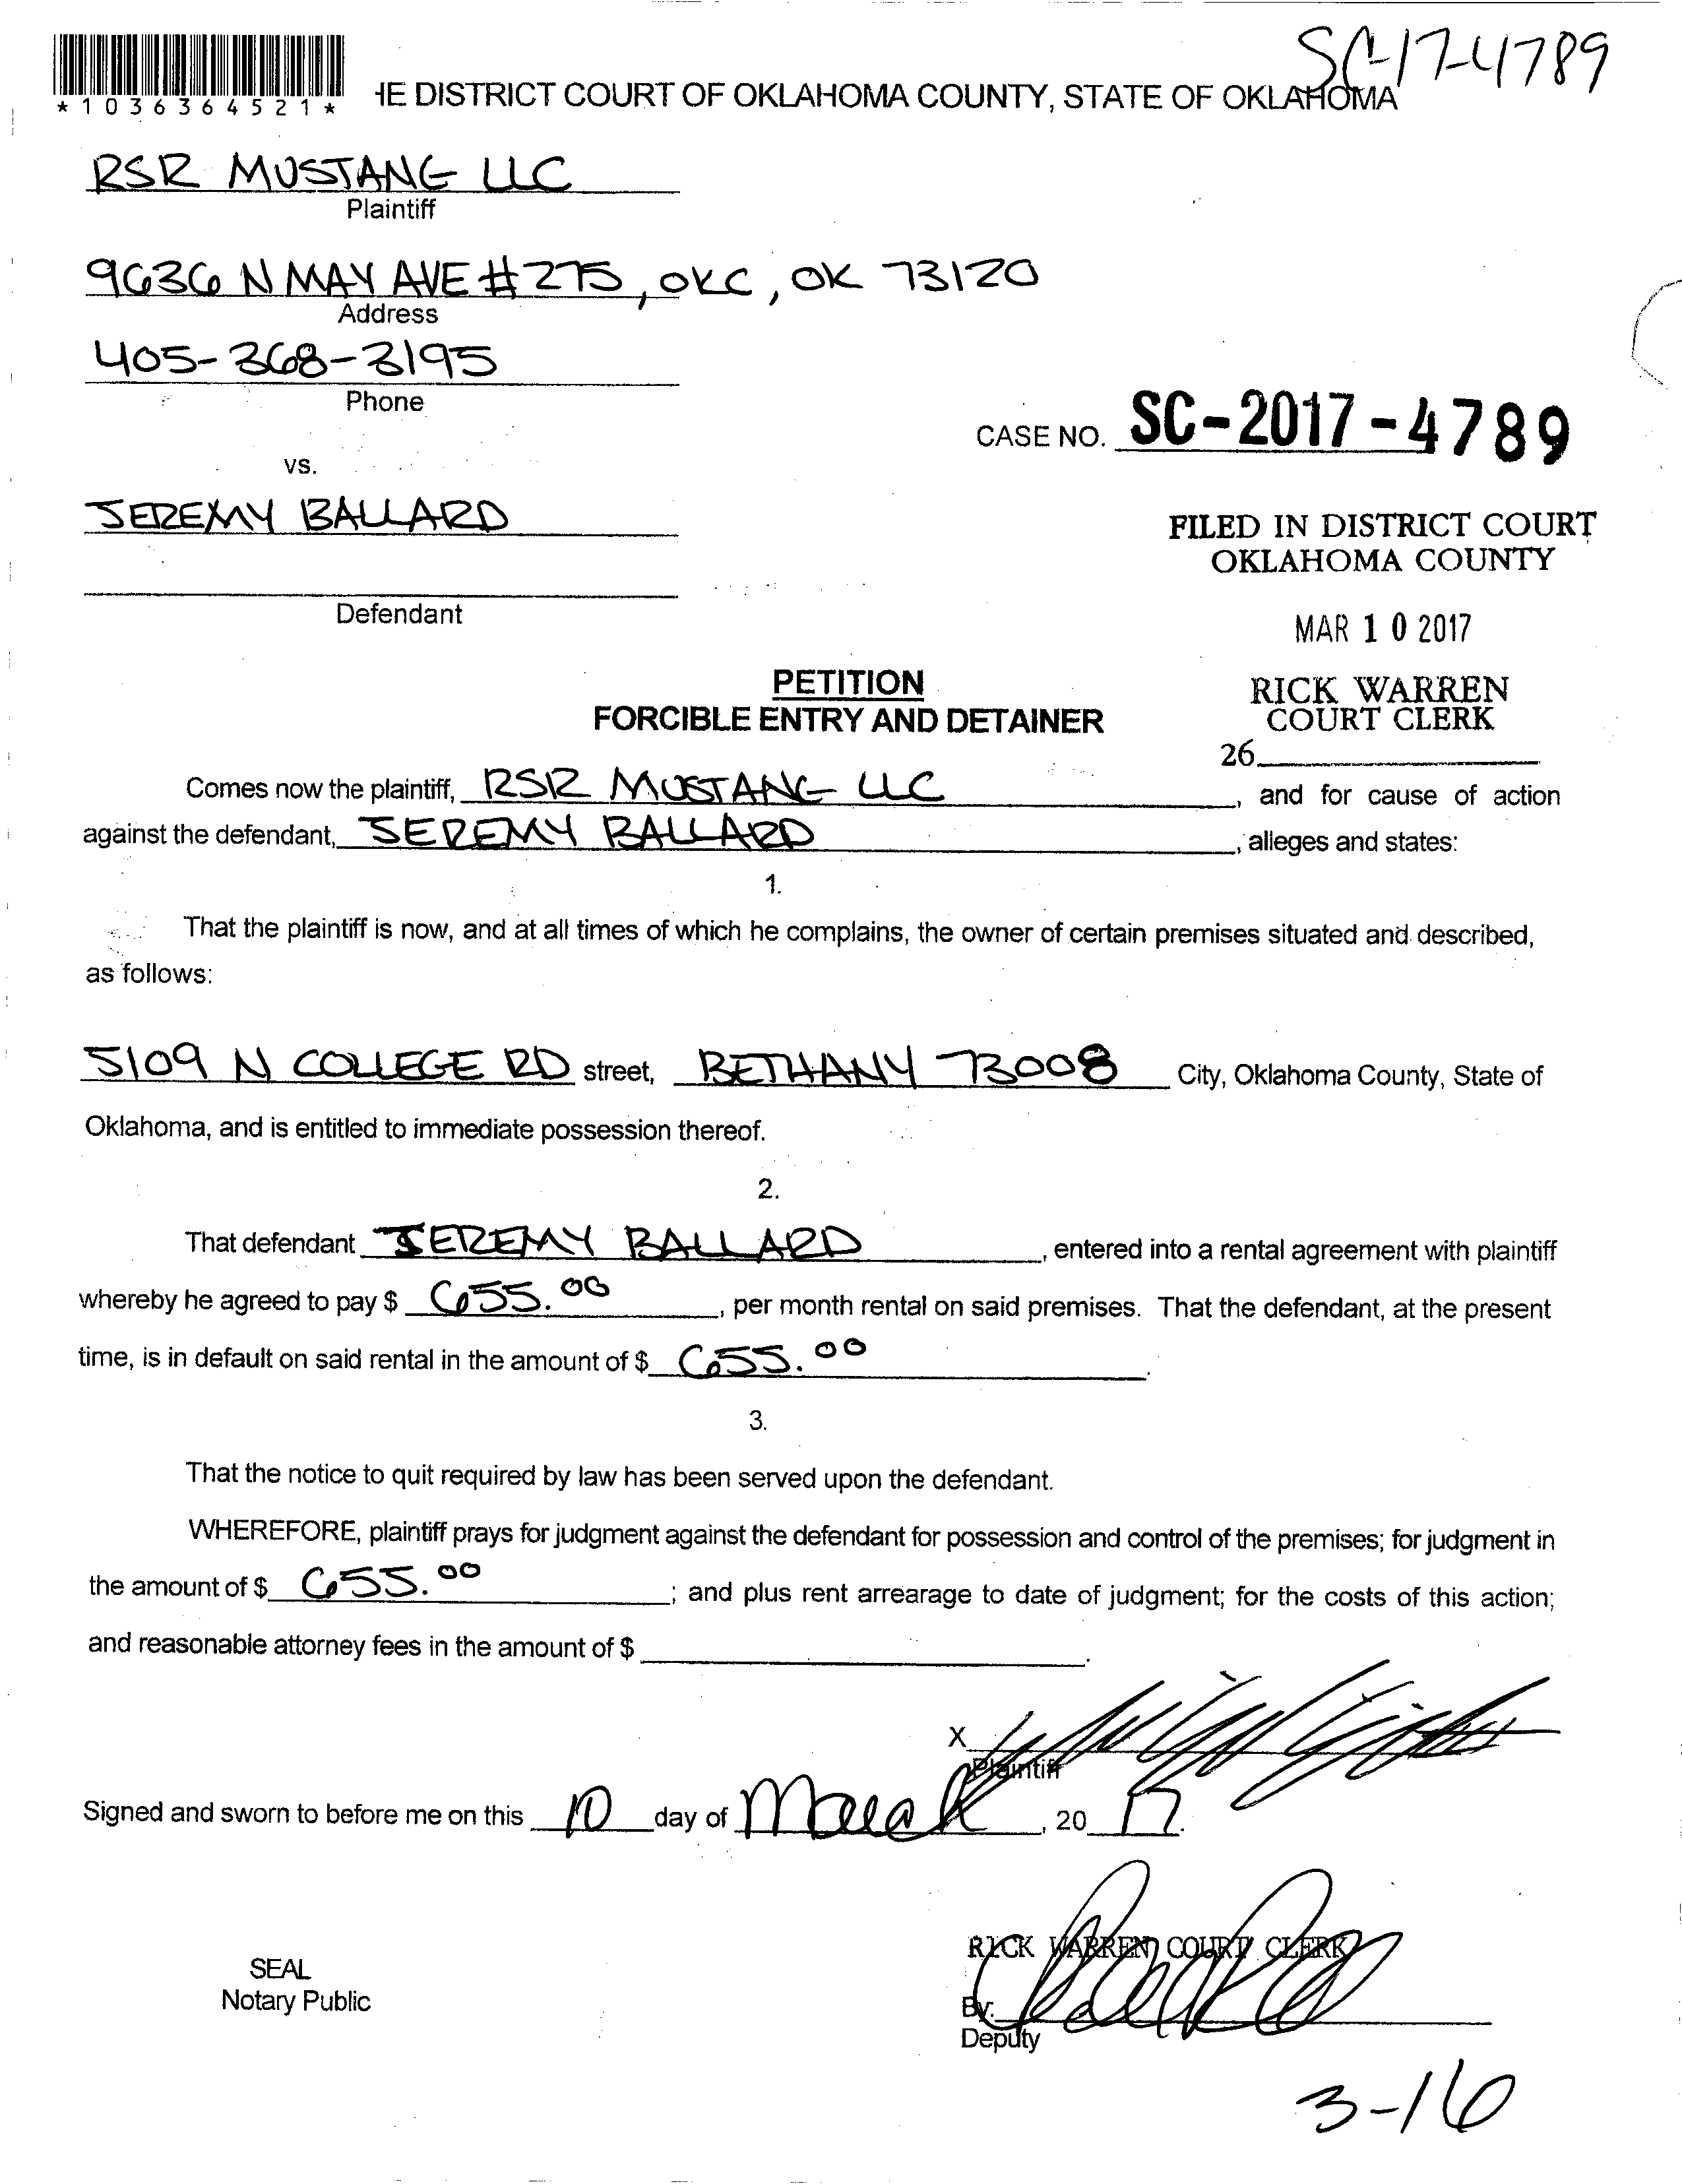 SC-17-4789
*1036364521*
HE DISTRICT COURT OF OKLAHOMA COUNTY, STATE OF OKLAHOMA
RSR MUSTANG LLC
Plaintiff
9636 N MAY AVE #275, OKC, OK 73120
Address
405-368-3195
Phone
CASE NO. SC-2017-4789
vs.
JEREMY BALLARD
FILED IN DISTRICT COURT
OKLAHOMA COUNTY
Defendant
MAR 10 2017
PETITION
FORCIBLE ENTRY AND DETAINER
RICK WARREN
COURT CLERK
26
Comes now the plaintiff, RSR MUSTANG LLC, and for cause of action
against the defendant, JEREMY BALLARD, alleges and states:
1.
That the plaintiff is now, and at all times of which he complains, the owner of certain premises situated and described,
as follows:
5109 N COLLEGE RD street, BETHANY 73008 City, Oklahoma County, State of
Oklahoma, and is entitled to immediate possession thereof.
2.
That defendant JEREMY BALLARD, entered into a rental agreement with plaintiff
whereby he agreed to pay $ 655.00, per month rental on said premises. That the defendant, at the present
time, is in default on said rental in the amount of $ 655.00.
3.
That the notice to quit required by law has been served upon the defendant.
WHEREFORE, plaintiff prays for judgment against the defendant for possession and control of the premises; for judgment in
the amount of $ 655.00; and plus rent arrearage to date of judgment; for the costs of this action;
and reasonable attorney fees in the amount of $ .
X
Plaintiff
Signed and sworn to before me on this 10 day of March, 2017.
RICK WARREN COURT CLERK
SEAL
Notary Public
By:
Deputy
3-16